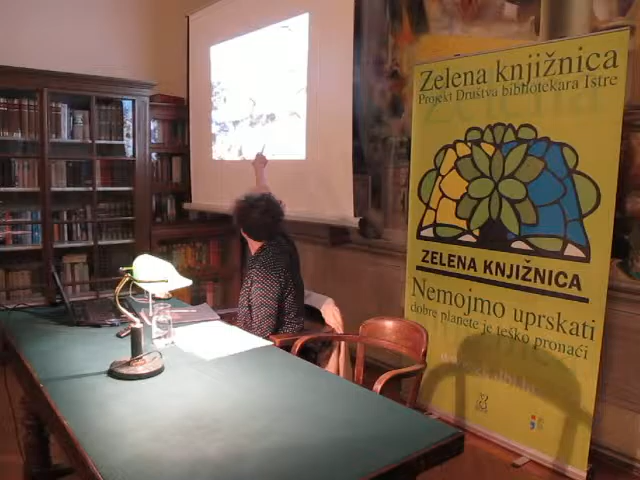 Zelena knjižnica
Projekt Društva bibliotekara Istre
ZELENA KNJIŽNICA
Nemojmo uprskati
dobre planete je teško pronaći